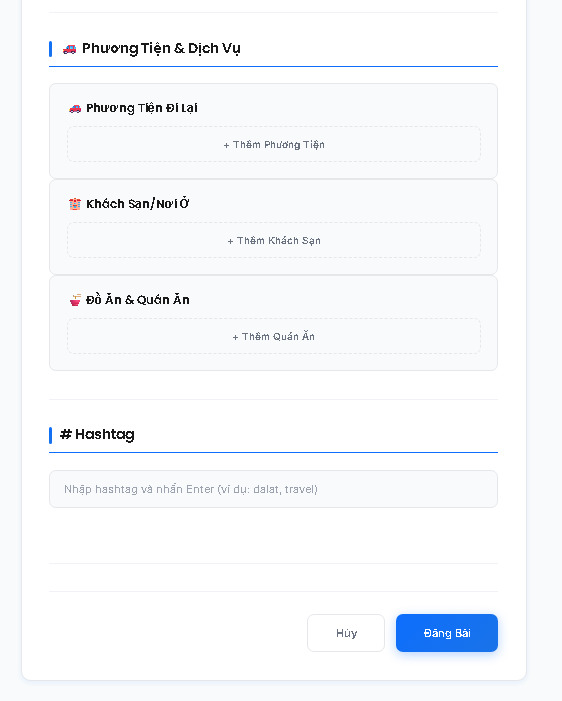 Phương Tiện & Dịch Vụ
Phương Tiện Đi Lại
+ Thêm Phương Tiện
Khách Sạn/Nơi Ở
+ Thêm Khách Sạn
Đồ Ăn & Quán Ăn
+ Thêm Quán Ăn
# Hashtag
Nhập hashtag và nhấn Enter (ví dụ: dalat, travel)
Hủy
Đăng Bài